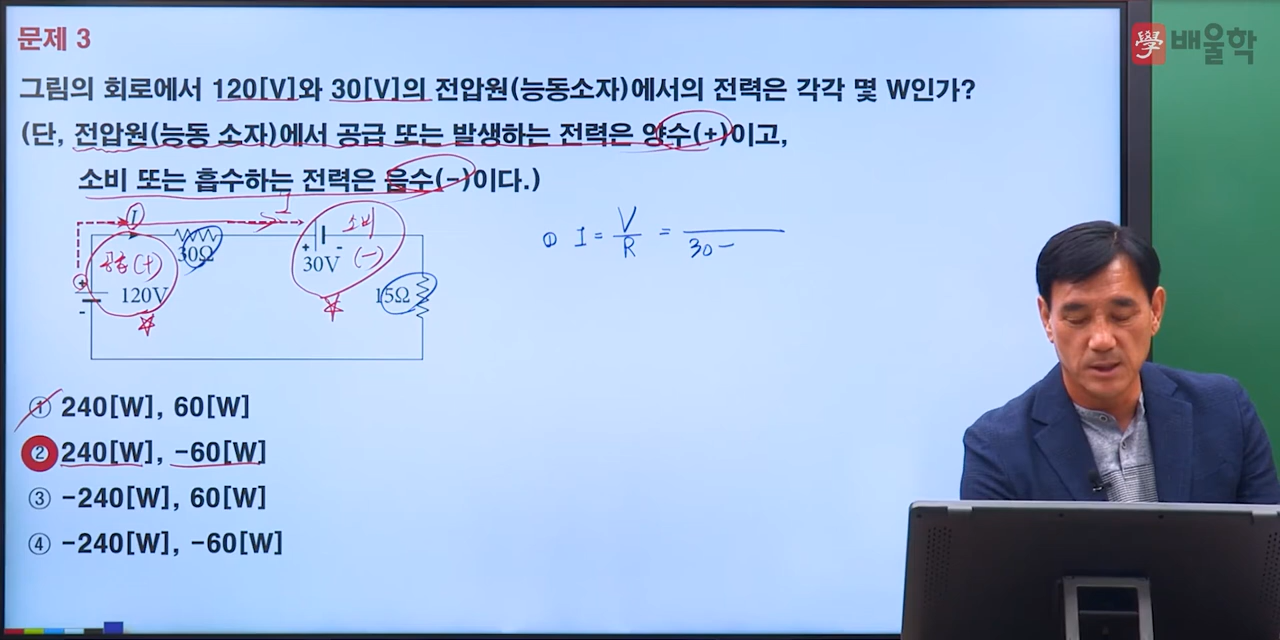 문제 3
學 배울학
그림의 회로에서 120[V]와 30[V]의 전압원(능동소자)에서의 전력은 각각 몇 W인가?
(단, 전압원(능동 소자)에서 공급 또는 발생하는 전력은 양수(+)이고,
소비 또는 흡수하는 전력은 음수(-)이다.)
I
I
30Ω
소비
(-)
+ -
30V
공급 (+)
+
120V
-
15Ω
① I = V/R = 30 -
① 240[W], 60[W]
② 240[W], -60[W]
③ -240[W], 60[W]
④ -240[W], -60[W]